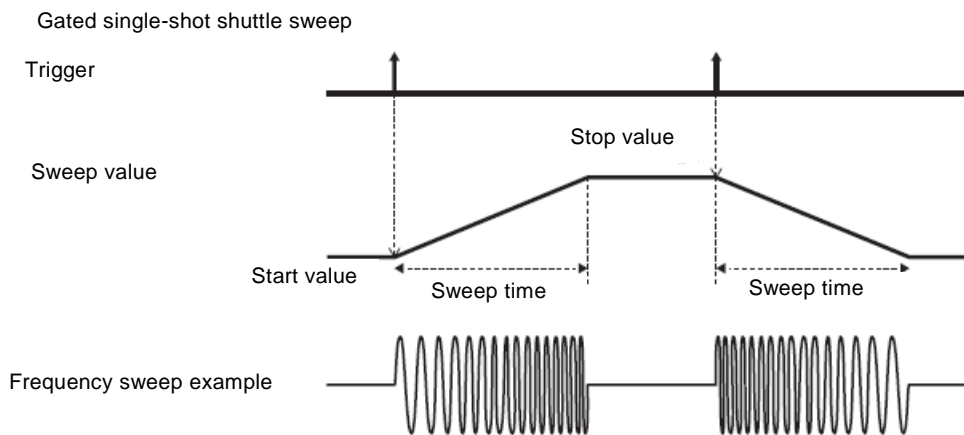 Gated single-shot shuttle sweep
Trigger
Stop value
Sweep value
Start value
Sweep time
Sweep time
Frequency sweep example